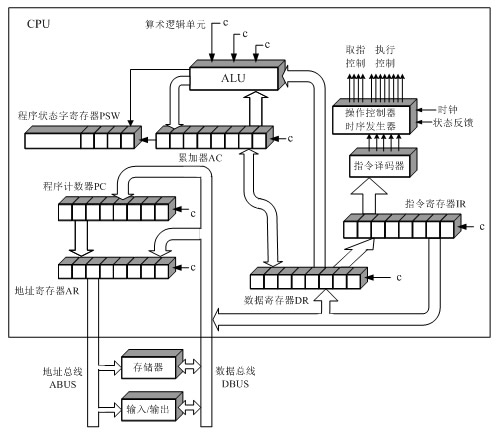 CPU
算术逻辑单元
c
c
c
ALU
取指
控制
执行
控制
操作控制器
时序发生器
时钟
状态反馈
程序状态字寄存器PSW
累加器AC
c
指令译码器
程序计数器PC
c
指令寄存器IR
c
地址寄存器AR
c
数据寄存器DR
c
地址总线
ABUS
存储器
数据总线
DBUS
输入/输出